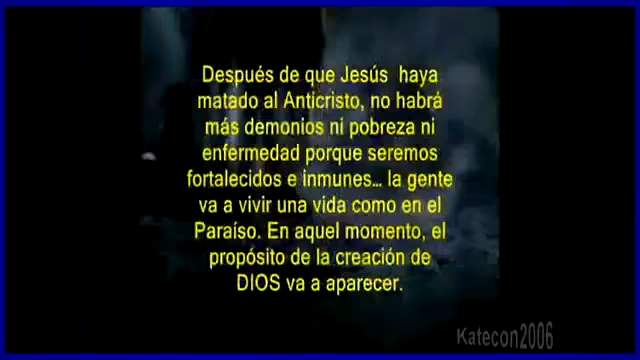 Después de que Jesús haya
matado al Anticristo, no habrá
más demonios ni pobreza ni
enfermedad porque seremos
fortalecidos e inmunes... la gente
va a vivir una vida como en el
Paraíso. En aquel momento, el
propósito de la creación de
DIOS va a aparecer.
Katecon2006